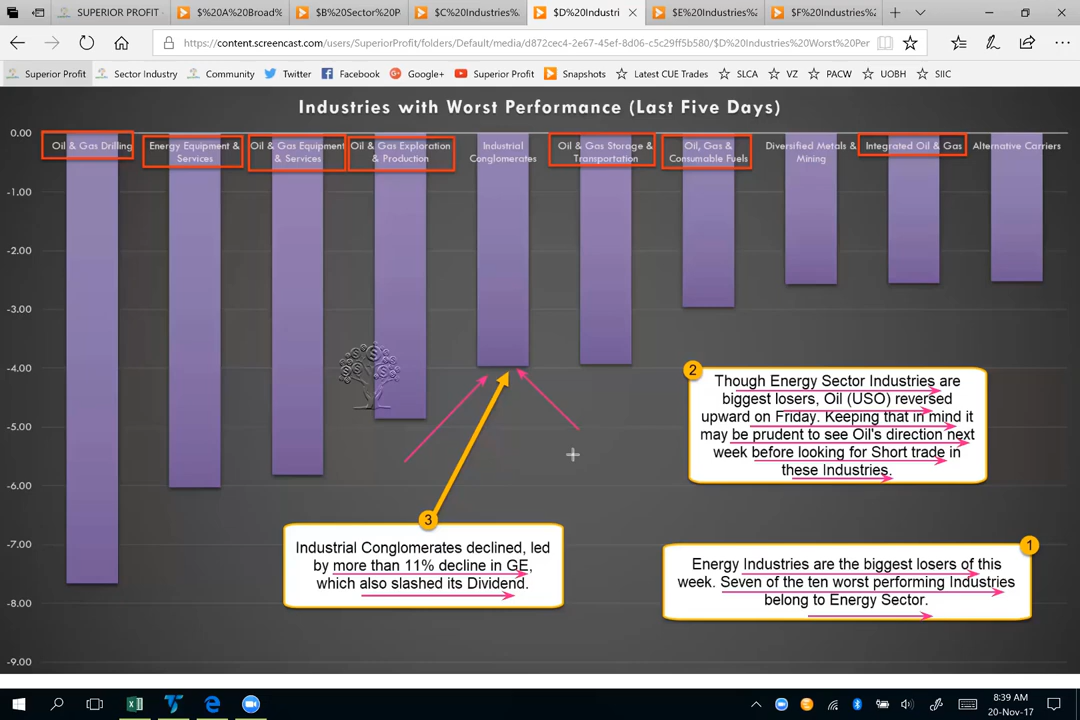 SUPERIOR PROFIT -
$%20A%20Broad%
$%20B%20Sector%20P
$%20C%20Industries%
$%20D%20Industri
$%20E%20Industries%2
$%20F%20Industries%2
https://content.screencast.com/users/SuperiorProfit/folders/Default/media/d872cec4-2e67-45ef-8d06-c5c29ff5b580/$%20D%20Industries%20Worst%20Per
Superior Profit
Sector Industry
Community
Twitter
Facebook
Google+
Superior Profit
Snapshots
Latest CUE Trades
SLCA
VZ
PACW
UOBH
SIIC
Industries with Worst Performance (Last Five Days)
0.00
-1.00
-2.00
-3.00
-4.00
-5.00
-6.00
-7.00
-8.00
-9.00
Oil & Gas Drilling
Energy Equipment &
Services
Oil & Gas Equipment
& Services
Oil & Gas Exploration
& Production
Industrial
Conglomerates
Oil & Gas Storage &
Transportation
Oil, Gas &
Consumable Fuels
Diversified Metals &
Mining
Integrated Oil & Gas
Alternative Carriers
2
Though Energy Sector Industries are
biggest losers, Oil (USO) reversed
upward on Friday. Keeping that in mind it
may be prudent to see Oil's direction next
week before looking for Short trade in
these Industries.
3
Industrial Conglomerates declined, led
by more than 11% decline in GE,
which also slashed its Dividend.
1
Energy Industries are the biggest losers of this
week. Seven of the ten worst performing Industries
belong to Energy Sector.
8:39 AM
20-Nov-17